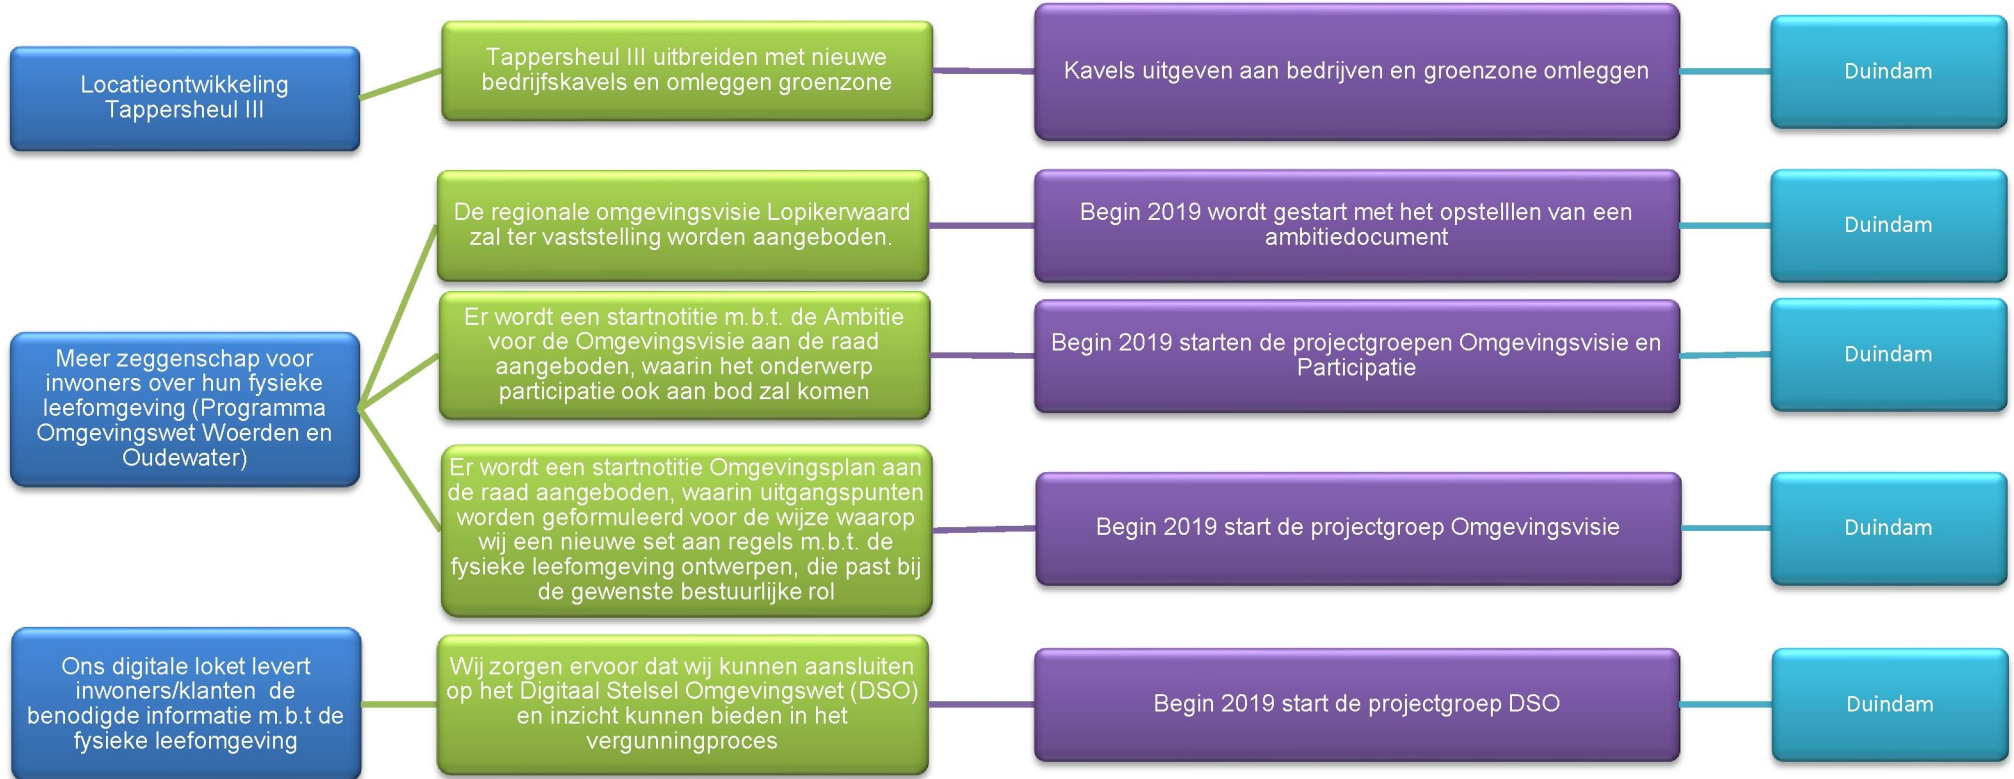 Locatieontwikkeling
Tappersheul III
Tappersheul III uitbreiden met nieuwe
bedrijfskavels en omleggen groenzone
Kavels uitgeven aan bedrijven en groenzone omleggen
Duindam
Meer zeggenschap voor
inwoners over hun fysieke
leefomgeving (Programma
Omgevingswet Woerden en
Oudewater)
De regionale omgevingsvisie Lopikerwaard
zal ter vaststelling worden aangeboden.
Begin 2019 wordt gestart met het opstelllen van een
ambitiedocument
Duindam
Er wordt een startnotitie m.b.t. de Ambitie
voor de Omgevingsvisie aan de raad
aangeboden, waarin het onderwerp
participatie ook aan bod zal komen
Begin 2019 starten de projectgroepen Omgevingsvisie en
Participatie
Duindam
Er wordt een startnotitie Omgevingsplan aan
de raad aangeboden, waarin uitgangspunten
worden geformuleerd voor de wijze waarop
wij een nieuwe set aan regels m.b.t. de
fysieke leefomgeving ontwerpen, die past bij
de gewenste bestuurlijke rol
Begin 2019 start de projectgroep Omgevingsvisie
Duindam
Ons digitale loket levert
inwoners/klanten  de
benodigde informatie m.b.t de
fysieke leefomgeving
Wij zorgen ervoor dat wij kunnen aansluiten
op het Digitaal Stelsel Omgevingswet (DSO)
en inzicht kunnen bieden in het
vergunningproces
Begin 2019 start de projectgroep DSO
Duindam